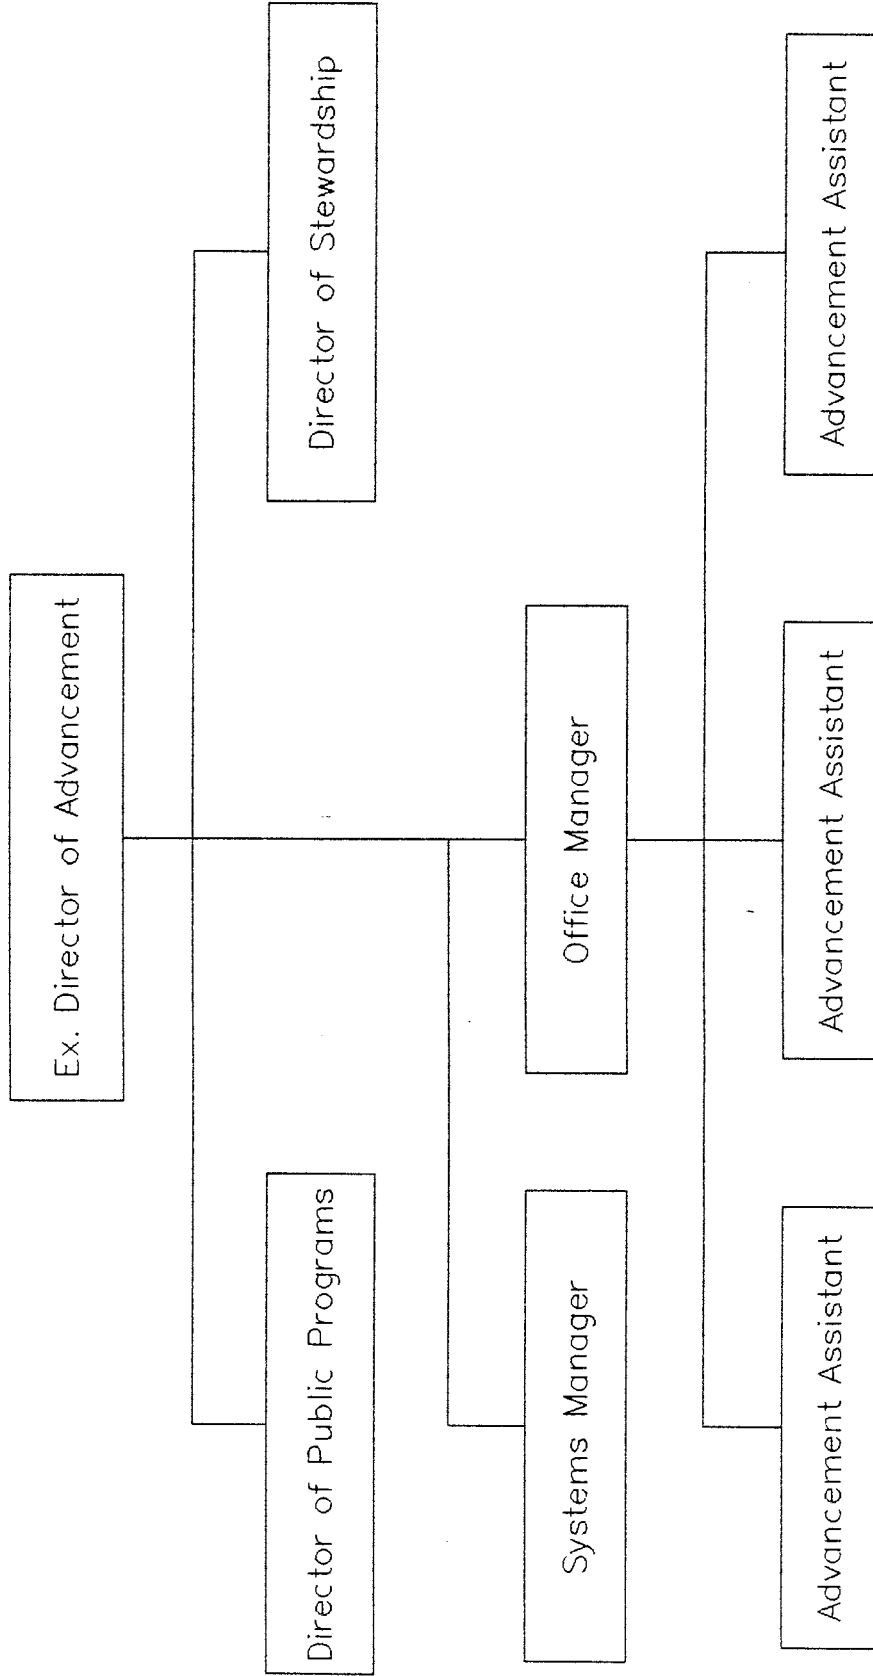 Ex. Director of Advancement
Director of Public Programs
Director of Stewardship
Systems Manager
Office Manager
Advancement Assistant
Advancement Assistant
Advancement Assistant